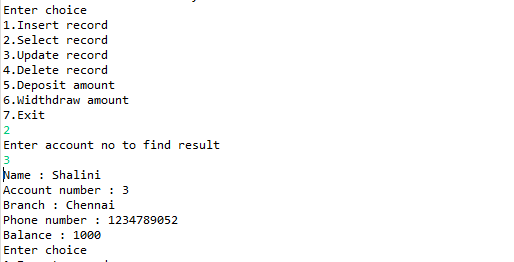 Enter choice
1.Insert record
2.Select record
3.Update record
4.Delete record
5.Deposit amount
6.Widthdraw amount
7.Exit
2
Enter account no to find result
3
Name : Shalini
Account number : 3
Branch : Chennai
Phone number : 1234789052
Balance : 1000
Enter choice